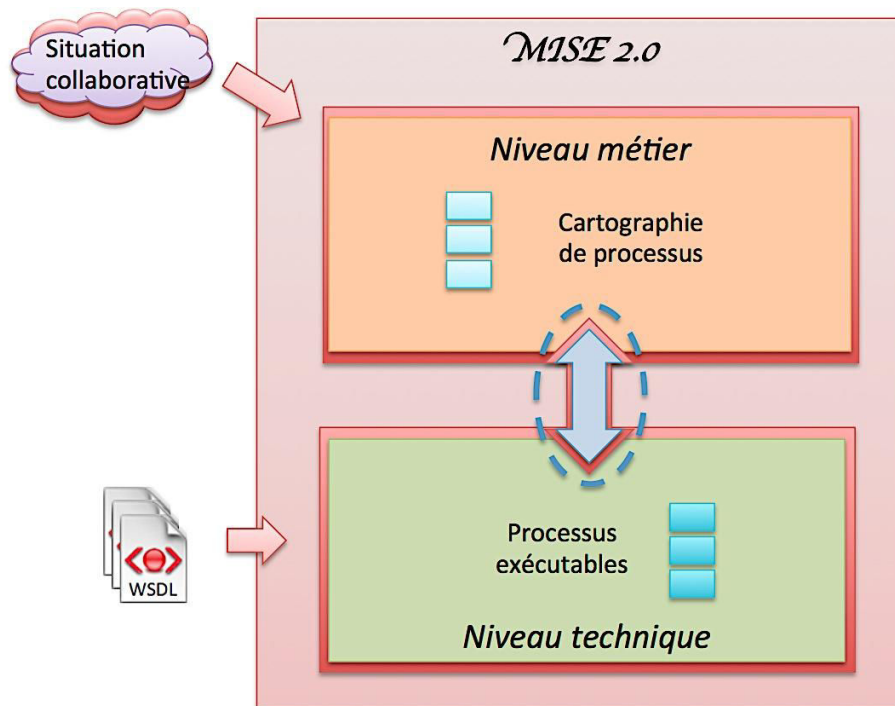 Situation
collaborative
MISE 2.0
Niveau métier
Cartographie
de processus
Processus
exécutables
WSDL
Niveau technique